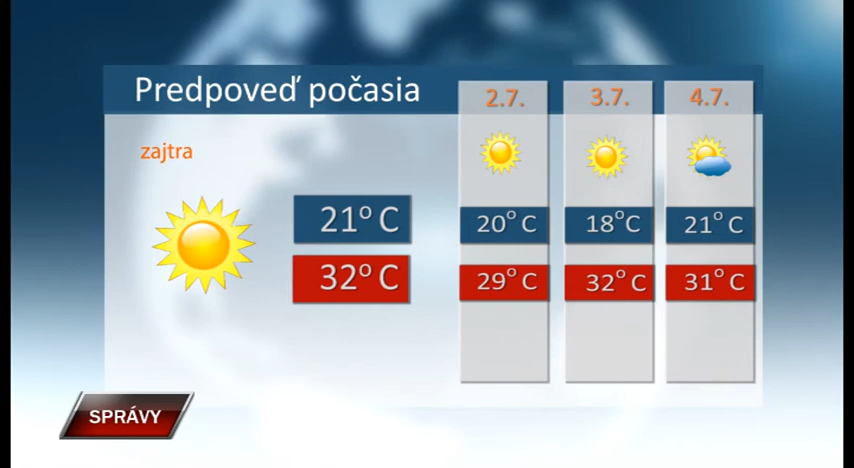 Predpoveď počasia
zajtra
21° C
32° C
2.7. 3.7. 4.7.
20° C 18°C 21° C
29° C 32° C 31° C
SPRÁVY